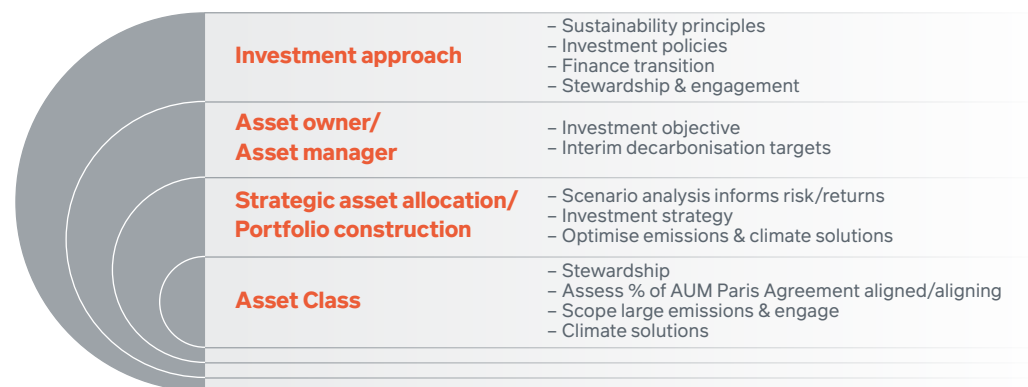 Investment approach
– Sustainability principles
– Investment policies
– Finance transition
– Stewardship & engagement
Asset owner/
Asset manager
– Investment objective
– Interim decarbonisation targets
Strategic asset allocation/
Portfolio construction
– Scenario analysis informs risk/returns
– Investment strategy
– Optimise emissions & climate solutions
Asset Class
– Stewardship
– Assess % of AUM Paris Agreement aligned/aligning
– Scope large emissions & engage
– Climate solutions